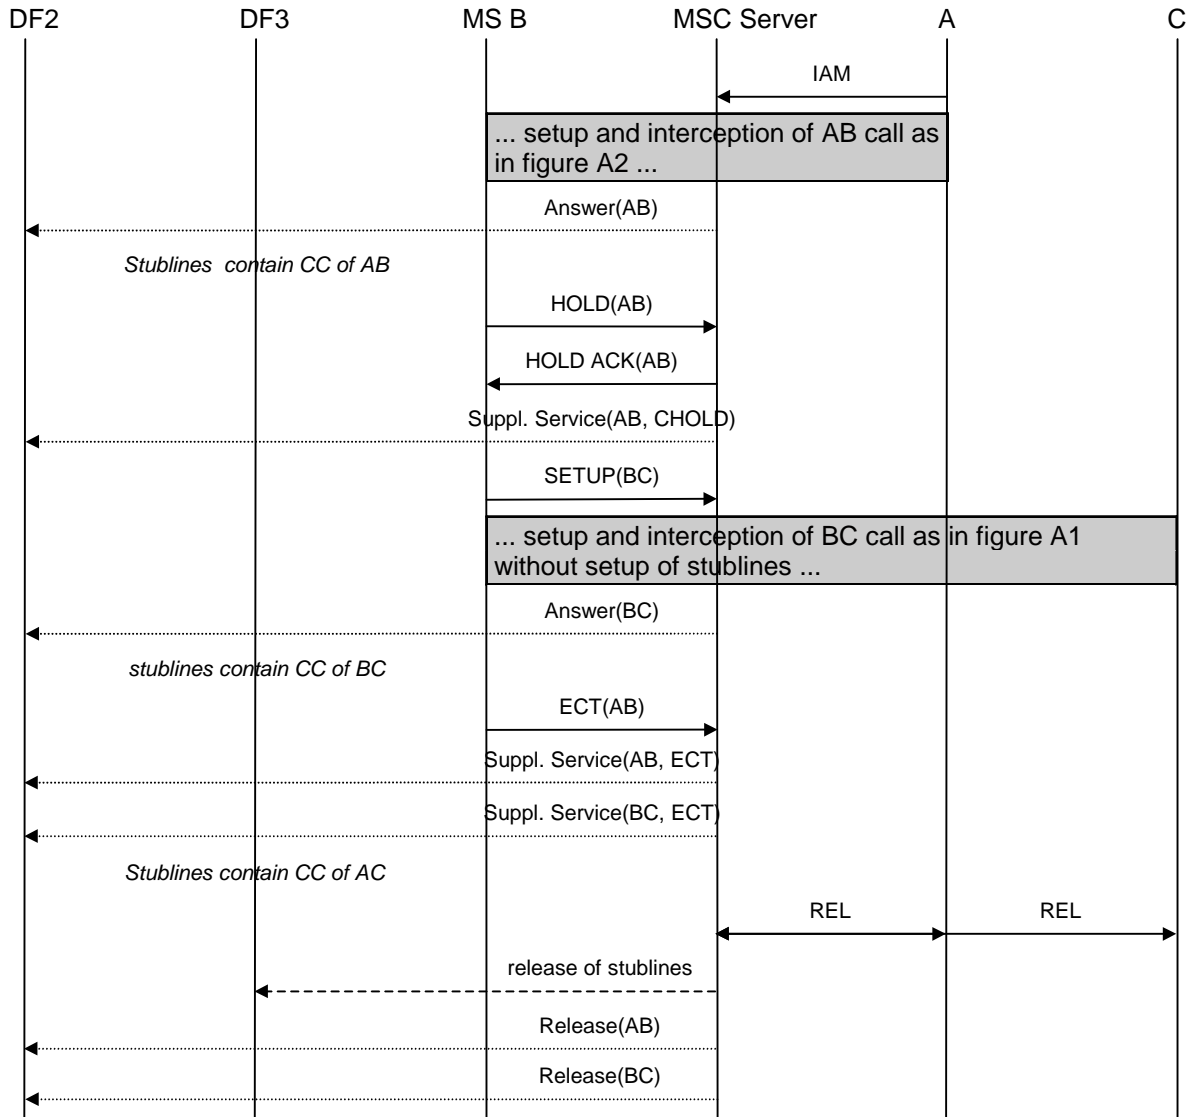 DF2 DF3 MS B MSC Server A C
IAM
... setup and interception of AB call as
in figure A2 ...
Answer(AB)
Stublines contain CC of AB
HOLD(AB)
HOLD ACK(AB)
Suppl. Service(AB, CHOLD)
SETUP(BC)
... setup and interception of BC call as in figure A1
without setup of stublines ...
Answer(BC)
stublines contain CC of BC
ECT(AB)
Suppl. Service(AB, ECT)
Suppl. Service(BC, ECT)
Stublines contain CC of AC
REL REL
release of stublines
Release(AB)
Release(BC)